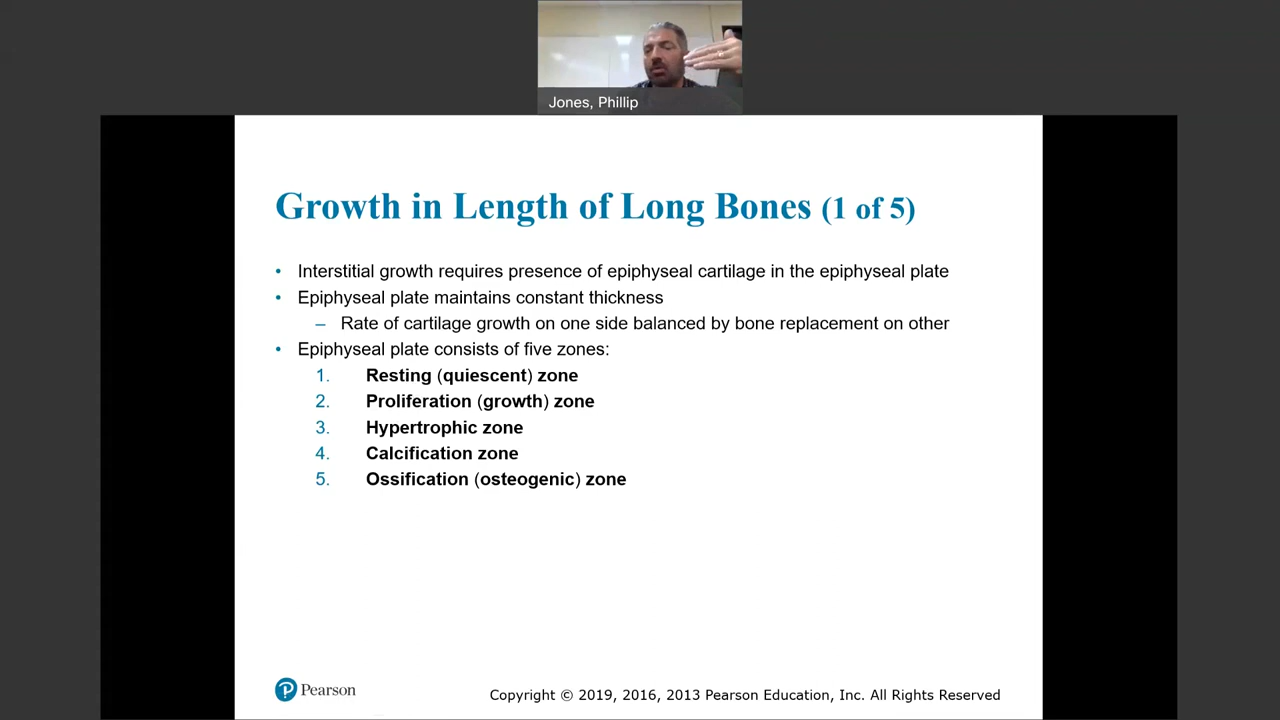 Jones, Phillip
Growth in Length of Long Bones (1 of 5)
• Interstitial growth requires presence of epiphyseal cartilage in the epiphyseal plate
• Epiphyseal plate maintains constant thickness
– Rate of cartilage growth on one side balanced by bone replacement on other
• Epiphyseal plate consists of five zones:
1. Resting (quiescent) zone
2. Proliferation (growth) zone
3. Hypertrophic zone
4. Calcification zone
5. Ossification (osteogenic) zone
P Pearson
Copyright © 2019, 2016, 2013 Pearson Education, Inc. All Rights Reserved